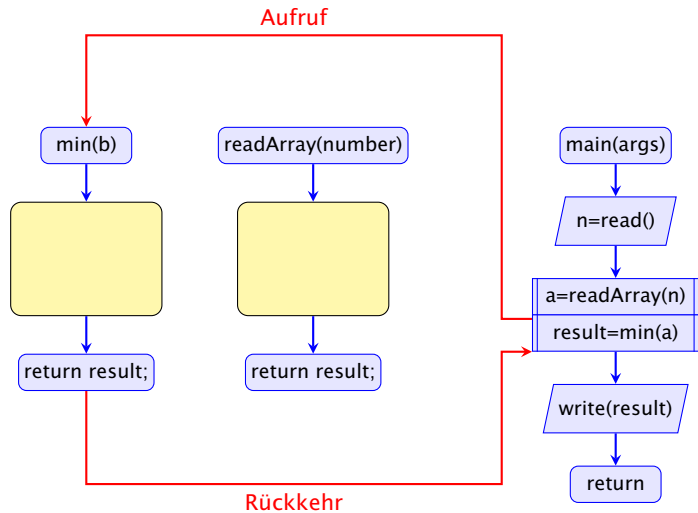 Aufruf
min(b)
readArray(number)
main(args)
n=read()
a=readArray(n)
result=min(a)
return result;
return result;
write(result)
return
Rückkehr